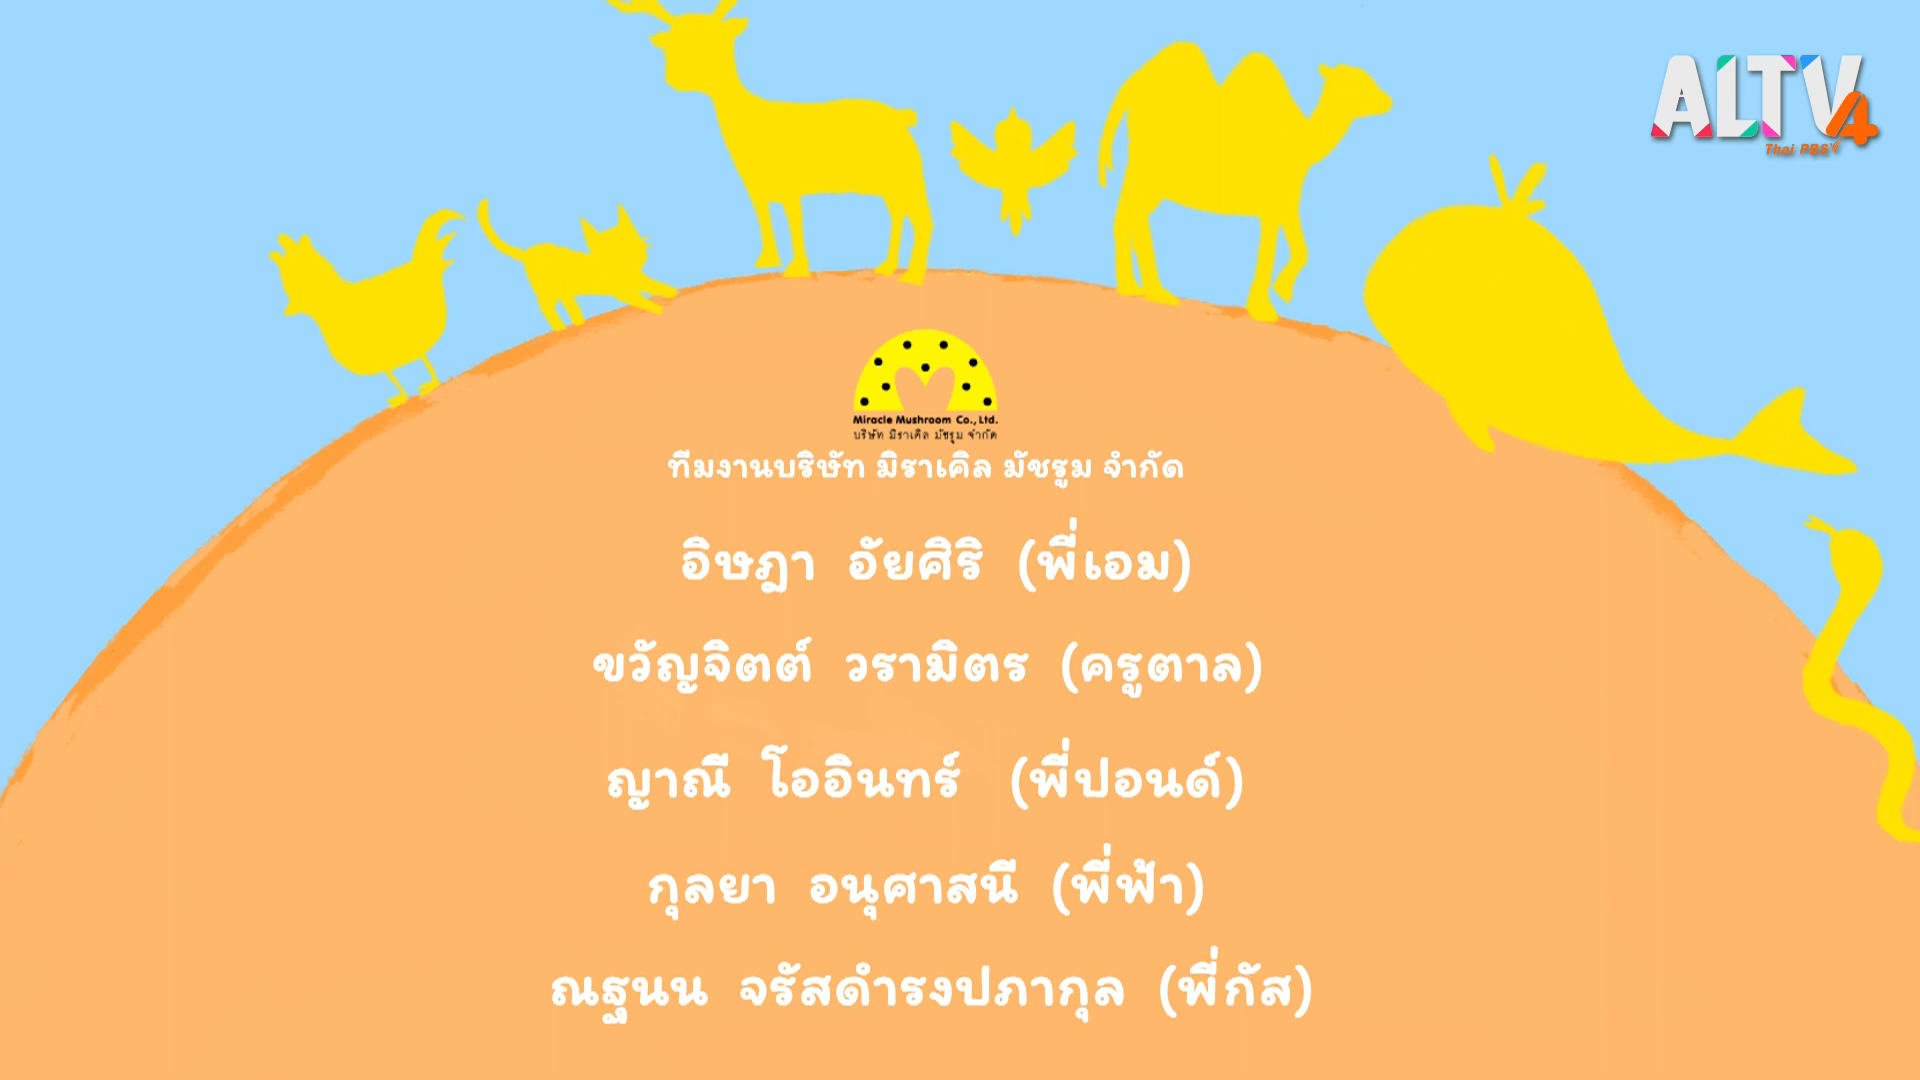 ALTV4
Thai PBS
Miracle Mushroom Co.,Ltd.
บริษัท มิราเคิล มัชรูม จำกัด
ทีมงานบริษัท มิราเคิล มัชรูม จำกัด
อิษฎา อัยศิริ (พี่เอม)
ขวัญจิตต์ วรามิตร (ครูตาล)
ญาณี โออินทร์ (พี่ปอนด์)
กุลยา อนุศาสนี (พี่ฟ้า)
ณฐนน จรัสดำรงปภากุล (พี่กัส)